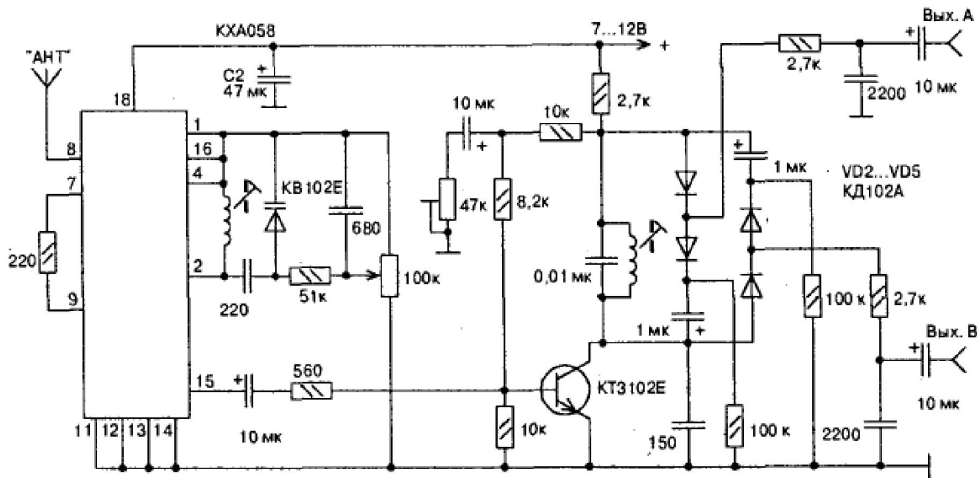 КХА058
7...12В
+
Вых. А
"АНТ"
С2
47 мк
+
18
1
16
4
8
7
220
9
2
15
11
12
13
14
КВ102Е
680
220
51к
100к
+
10 мк
560
10 мк
+
47к
8,2к
10к
2,7к
0,01 мк
1 мк
+
КТ3102Е
10к
150
100 к
+
1 мк
VD2...VD5
КД102А
2,7к
2200
+
10 мк
100 к
2,7к
Вых. В
+
10 мк
2200